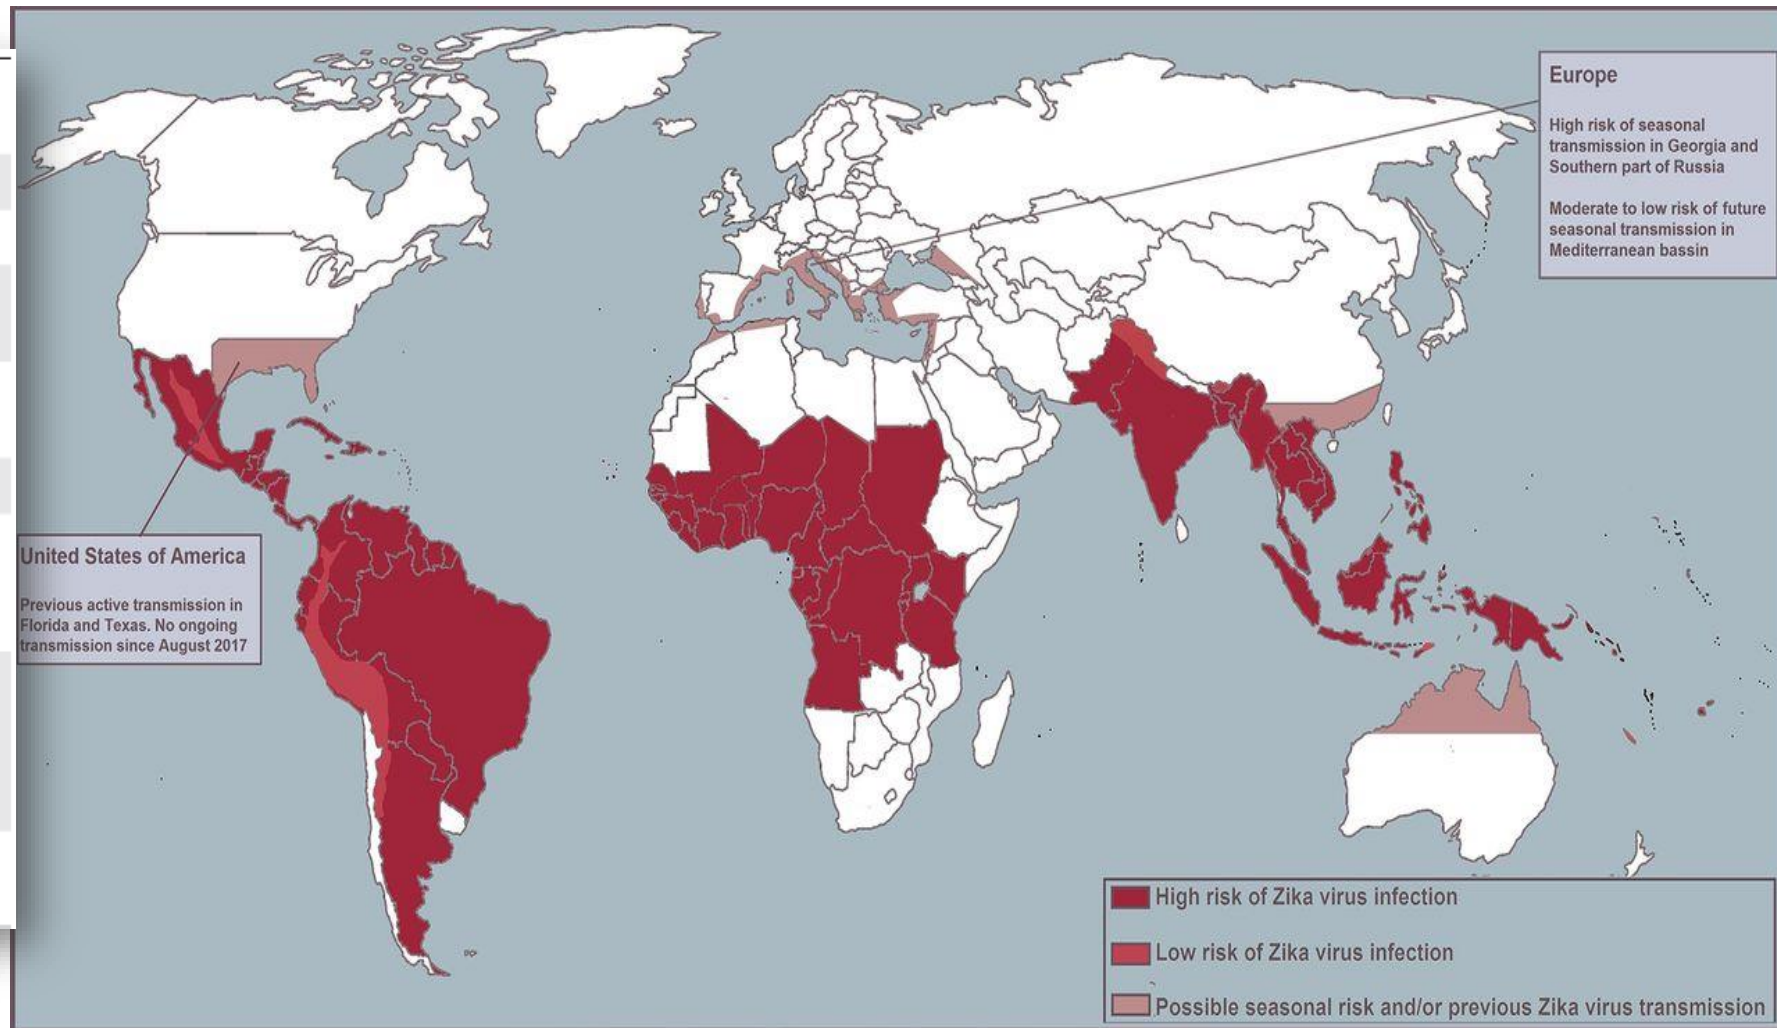 Europe
High risk of seasonal
transmission in Georgia and
Southern part of Russia
Moderate to low risk of future
seasonal transmission in
Mediterranean bassin
United States of America
Previous active transmission in
Florida and Texas. No ongoing
transmission since August 2017
High risk of Zika virus infection
Low risk of Zika virus infection
Possible seasonal risk and/or previous Zika virus transmission